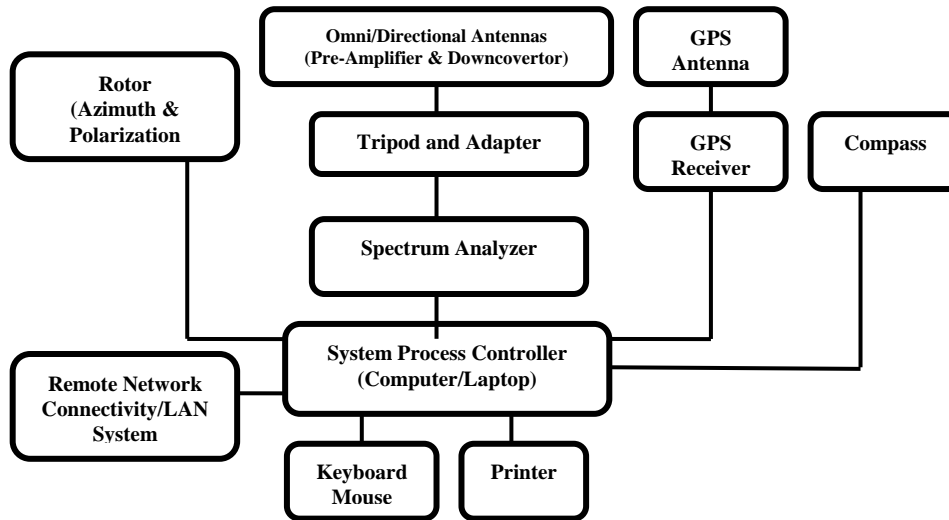 Omni/Directional Antennas
(Pre-Amplifier & Downcovertor)
GPS
Antenna
Rotor
(Azimuth &
Polarization
Tripod and Adapter
GPS
Receiver
Compass
Spectrum Analyzer
System Process Controller
(Computer/Laptop)
Remote Network
Connectivity/LAN
System
Keyboard
Mouse
Printer